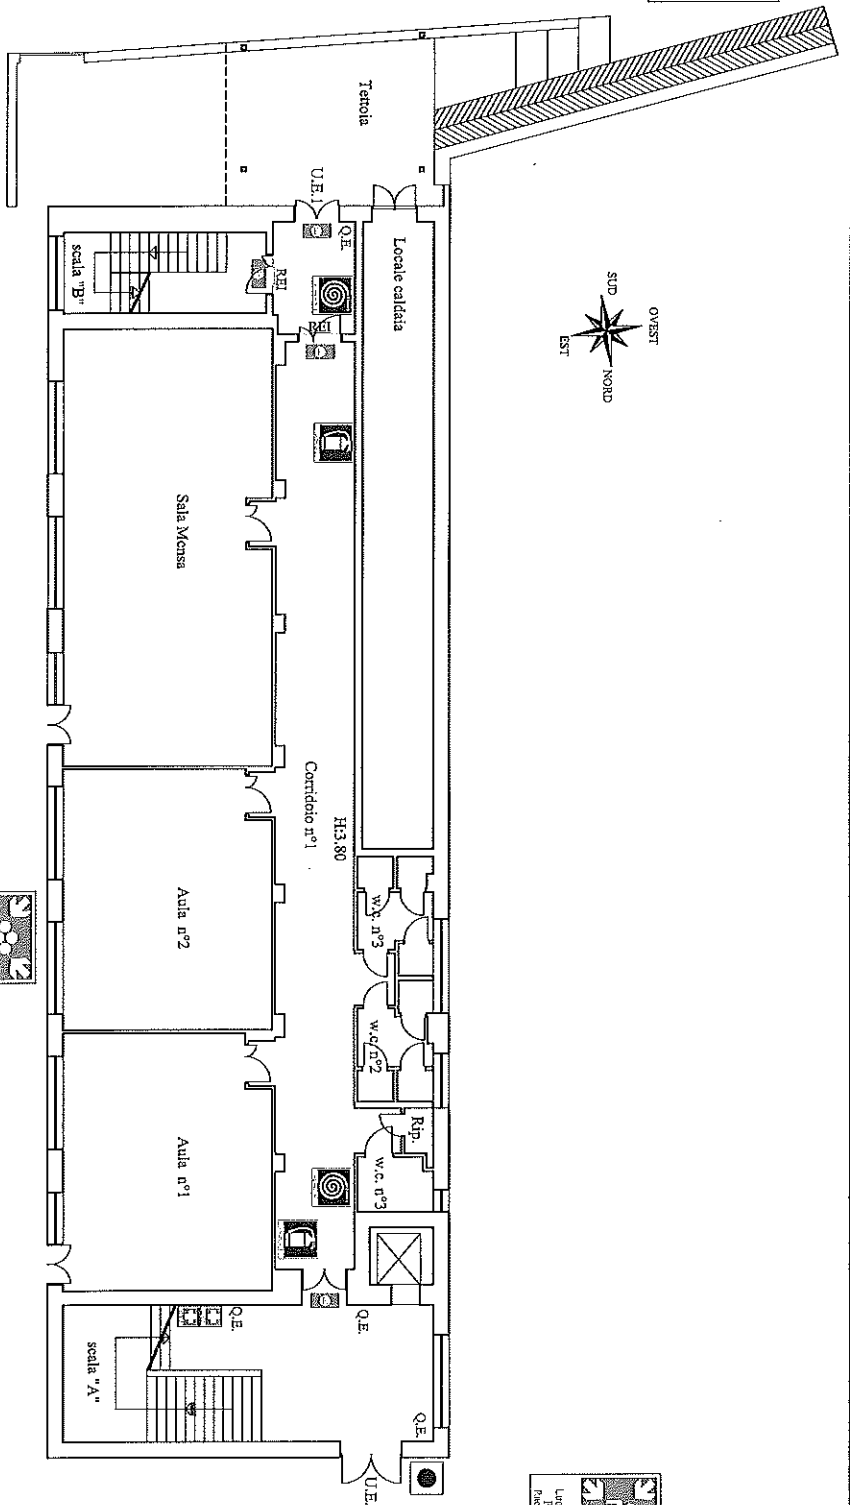 Tettoia
U.E.1
Q.E.
Locale caldaia
scala "B"
REI
REI
SUD
OVEST
EST
NORD
Sala Mensa
Corridoio n°1
H:3.80
Aula n°2
w.c. n°3
w.c. n°2
Rip.
w.c. n°3
Aula n°1
Q.E.
Q.E.
scala "A"
Q.E.
U.E.